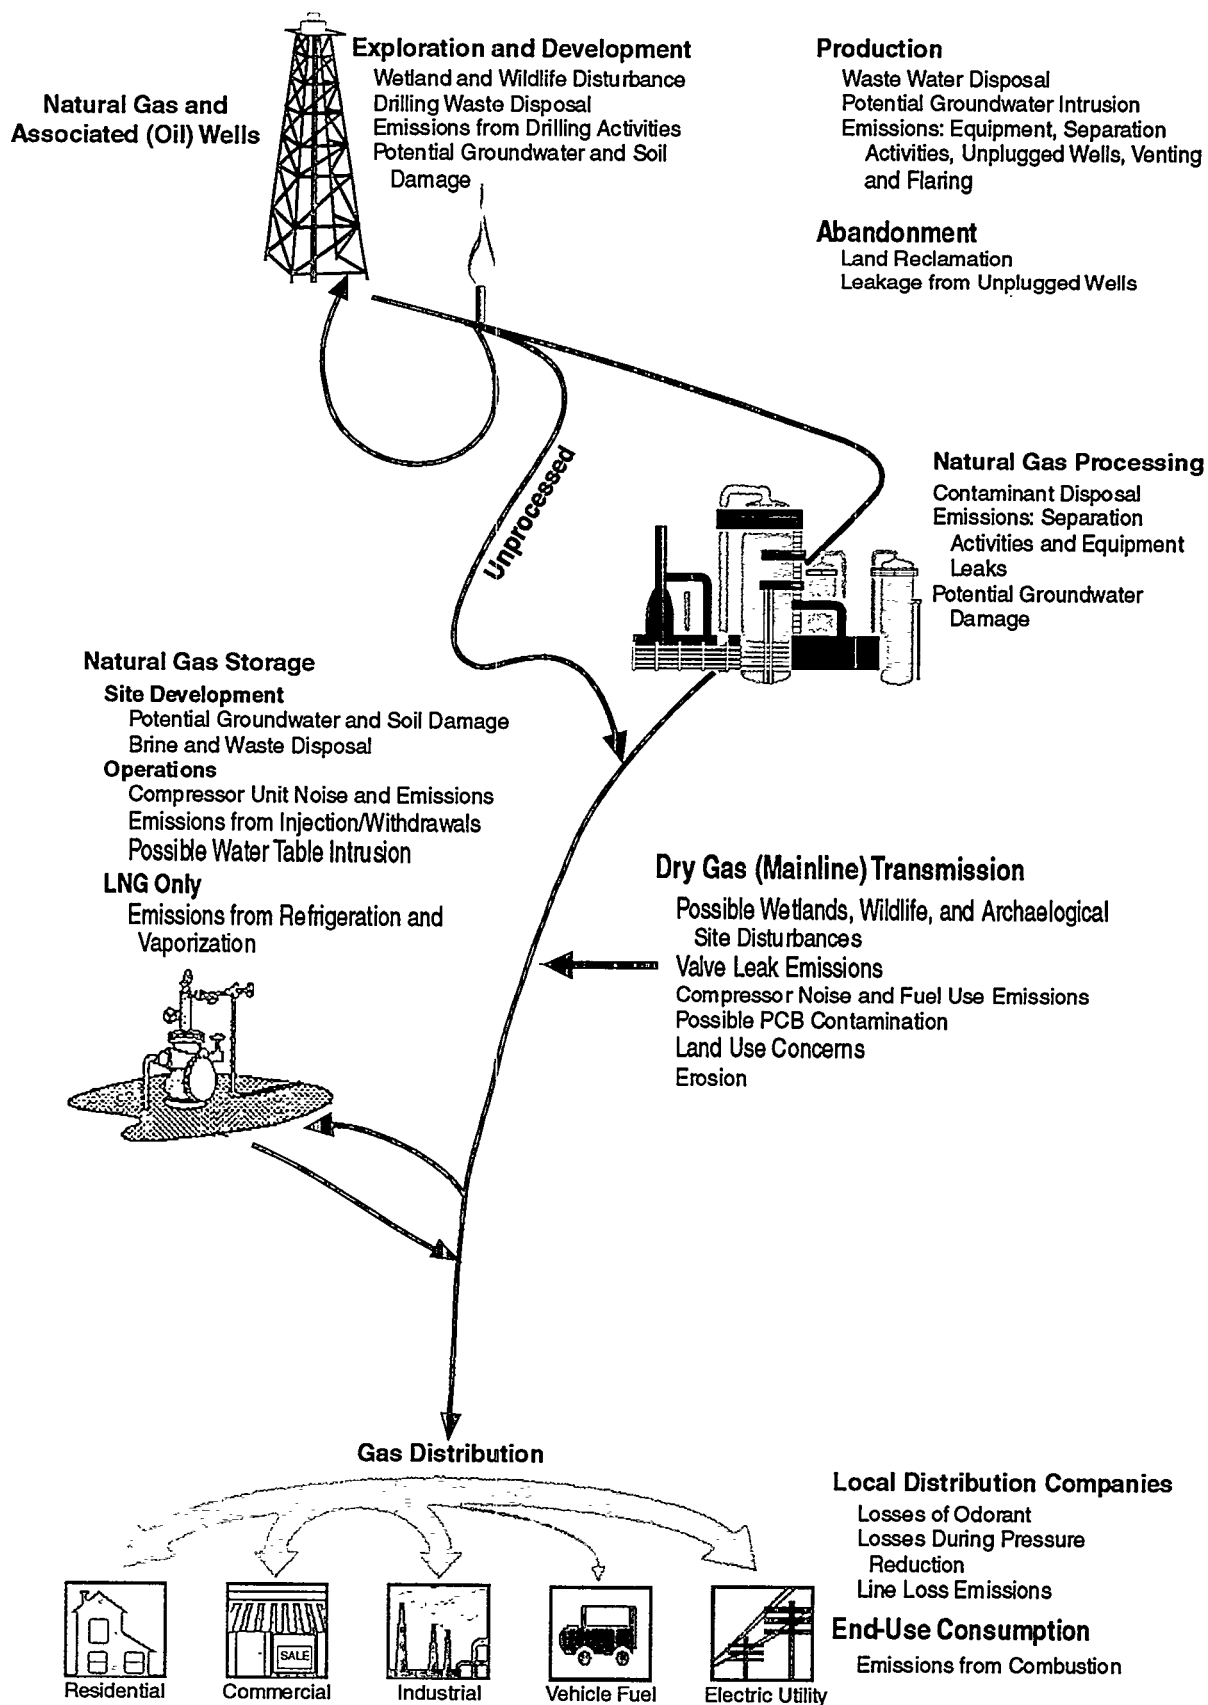 Natural Gas and
Associated (Oil) Wells
Exploration and Development
Wetland and Wildlife Disturbance
Drilling Waste Disposal
Emissions from Drilling Activities
Potential Groundwater and Soil
Damage
Production
Waste Water Disposal
Potential Groundwater Intrusion
Emissions: Equipment, Separation
Activities, Unplugged Wells, Venting
and Flaring
Abandonment
Land Reclamation
Leakage from Unplugged Wells
Unprocessed
Natural Gas Processing
Contaminant Disposal
Emissions: Separation
Activities and Equipment
Leaks
Potential Groundwater
Damage
Natural Gas Storage
Site Development
Potential Groundwater and Soil Damage
Brine and Waste Disposal
Operations
Compressor Unit Noise and Emissions
Emissions from Injection/Withdrawals
Possible Water Table Intrusion
LNG Only
Emissions from Refrigeration and
Vaporization
Dry Gas (Mainline) Transmission
Possible Wetlands, Wildlife, and Archaelogical
Site Disturbances
Valve Leak Emissions
Compressor Noise and Fuel Use Emissions
Possible PCB Contamination
Land Use Concerns
Erosion
Gas Distribution
Local Distribution Companies
Losses of Odorant
Losses During Pressure
Reduction
Line Loss Emissions
End-Use Consumption
Emissions from Combustion
SALE
Residential
Commercial
Industrial
Vehicle Fuel
Electric Utility